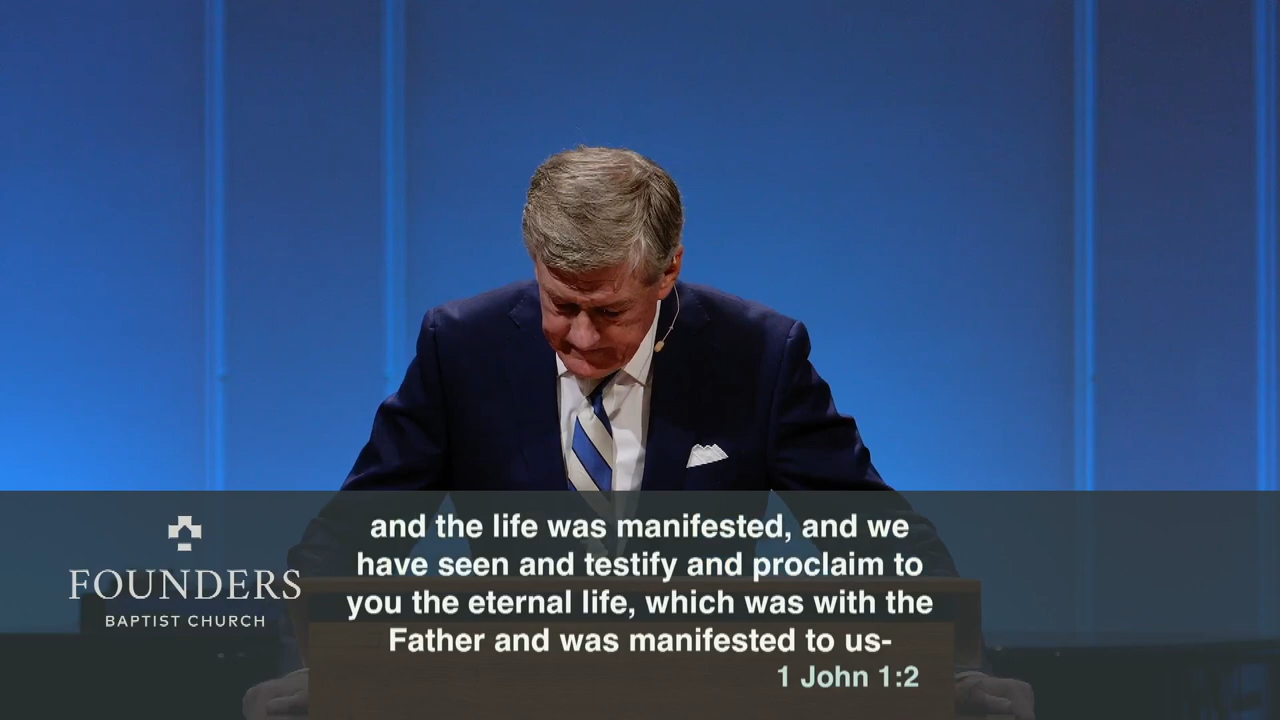 and the life was manifested, and we
have seen and testify and proclaim to
you the eternal life, which was with the
Father and was manifested to us-
1 John 1:2
FOUNDERS
BAPTIST CHURCH